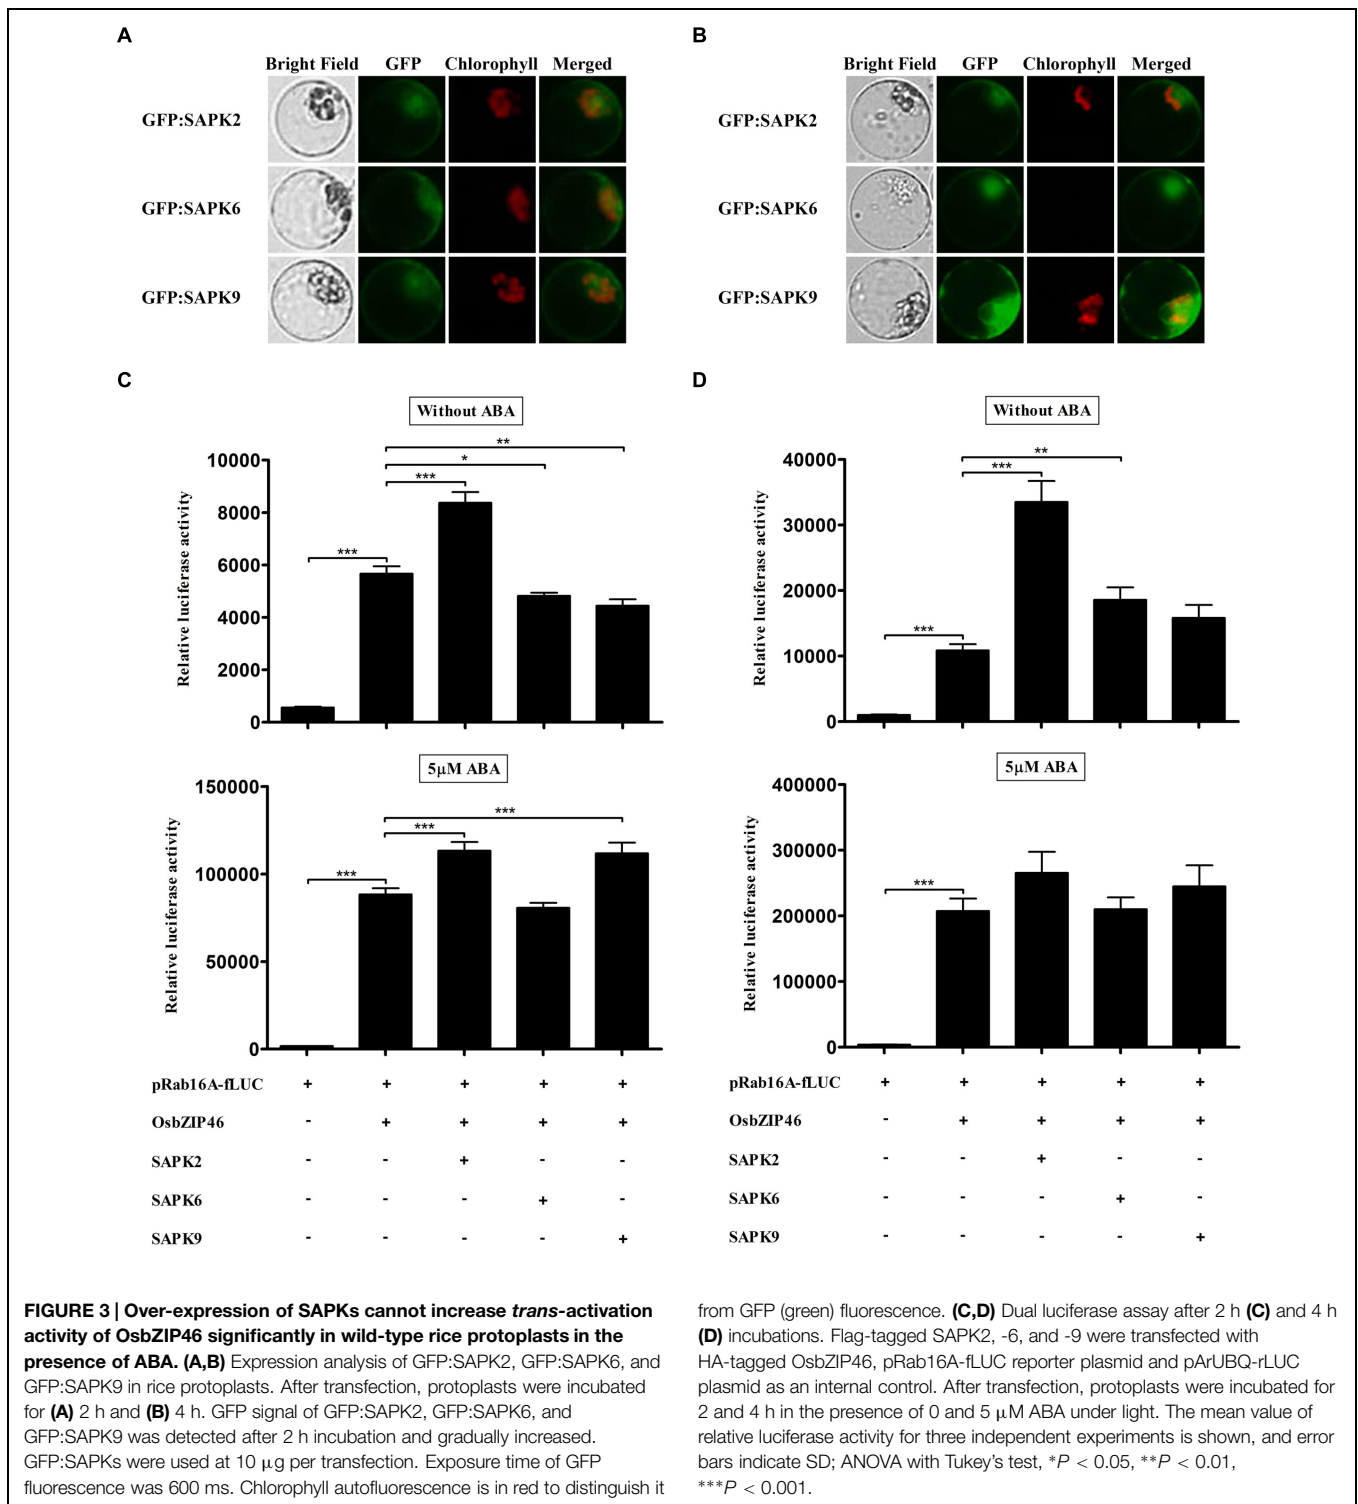 A
Bright Field GFP Chlorophyll Merged
GFP:SAPK2
GFP:SAPK6
GFP:SAPK9
B
Bright Field GFP Chlorophyll Merged
GFP:SAPK2
GFP:SAPK6
GFP:SAPK9
C
Without ABA
Relative luciferase activity
10000
8000
6000
4000
2000
0
***
***
*
**
5μM ABA
Relative luciferase activity
150000
100000
50000
0
***
***
***
pRab16A-fLUC + + + + +
OsbZIP46 - + + + +
SAPK2 - - + - -
SAPK6 - - - + -
SAPK9 - - - - +
D
Without ABA
Relative luciferase activity
40000
30000
20000
10000
0
***
***
**
5μM ABA
Relative luciferase activity
400000
300000
200000
100000
0
***
pRab16A-fLUC + + + + +
OsbZIP46 - + + + +
SAPK2 - - + - -
SAPK6 - - - + -
SAPK9 - - - - +
FIGURE 3 | Over-expression of SAPKs cannot increase trans-activation
activity of OsbZIP46 significantly in wild-type rice protoplasts in the
presence of ABA. (A,B) Expression analysis of GFP:SAPK2, GFP:SAPK6, and
GFP:SAPK9 in rice protoplasts. After transfection, protoplasts were incubated
for (A) 2 h and (B) 4 h. GFP signal of GFP:SAPK2, GFP:SAPK6, and
GFP:SAPK9 was detected after 2 h incubation and gradually increased.
GFP:SAPKs were used at 10 μg per transfection. Exposure time of GFP
fluorescence was 600 ms. Chlorophyll autofluorescence is in red to distinguish it
from GFP (green) fluorescence. (C,D) Dual luciferase assay after 2 h (C) and 4 h
(D) incubations. Flag-tagged SAPK2, -6, and -9 were transfected with
HA-tagged OsbZIP46, pRab16A-fLUC reporter plasmid and pArUBQ-rLUC
plasmid as an internal control. After transfection, protoplasts were incubated for
2 and 4 h in the presence of 0 and 5 μM ABA under light. The mean value of
relative luciferase activity for three independent experiments is shown, and error
bars indicate SD; ANOVA with Tukey's test, *P < 0.05, **P < 0.01,
***P < 0.001.